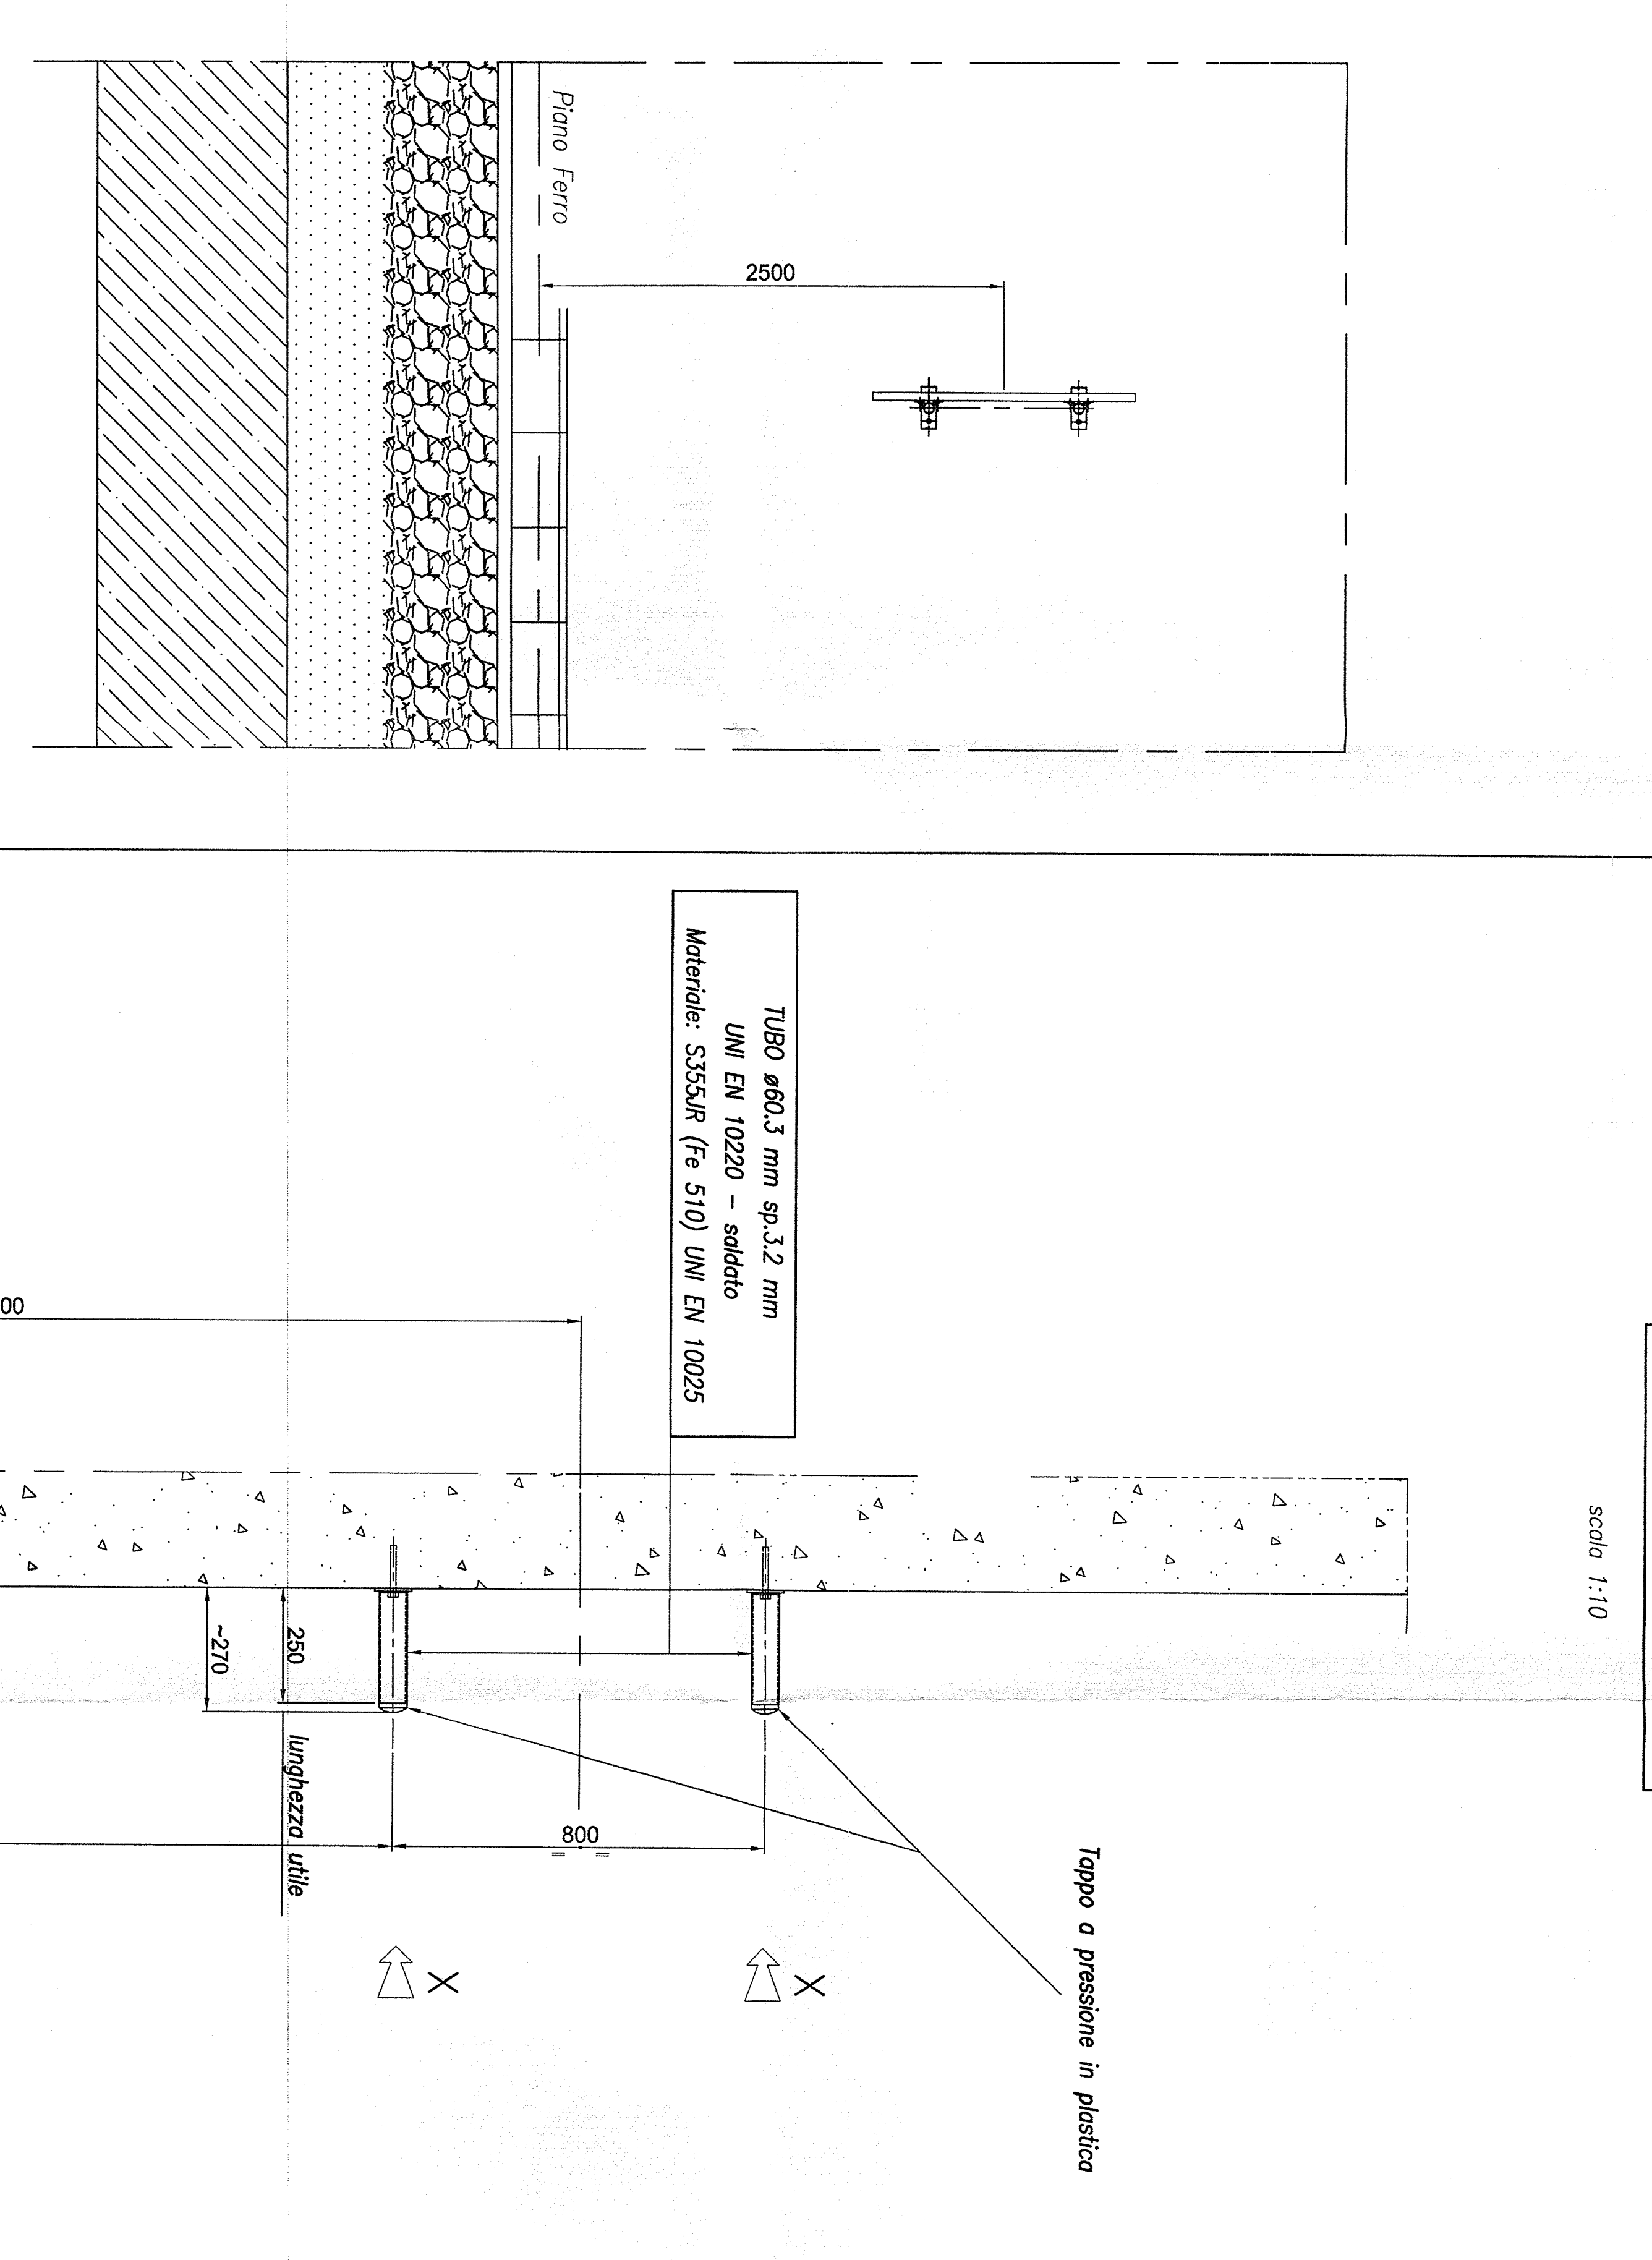 Piano Ferro
2500
scala 1:10
TUBO ø60.3 mm sp.3.2 mm
UNI EN 10220 - saldato
Materiale: S355JR (Fe 510) UNI EN 10025
00
250
~270
lunghezza utile
800
= =
X
X
Tappo a pressione in plastica